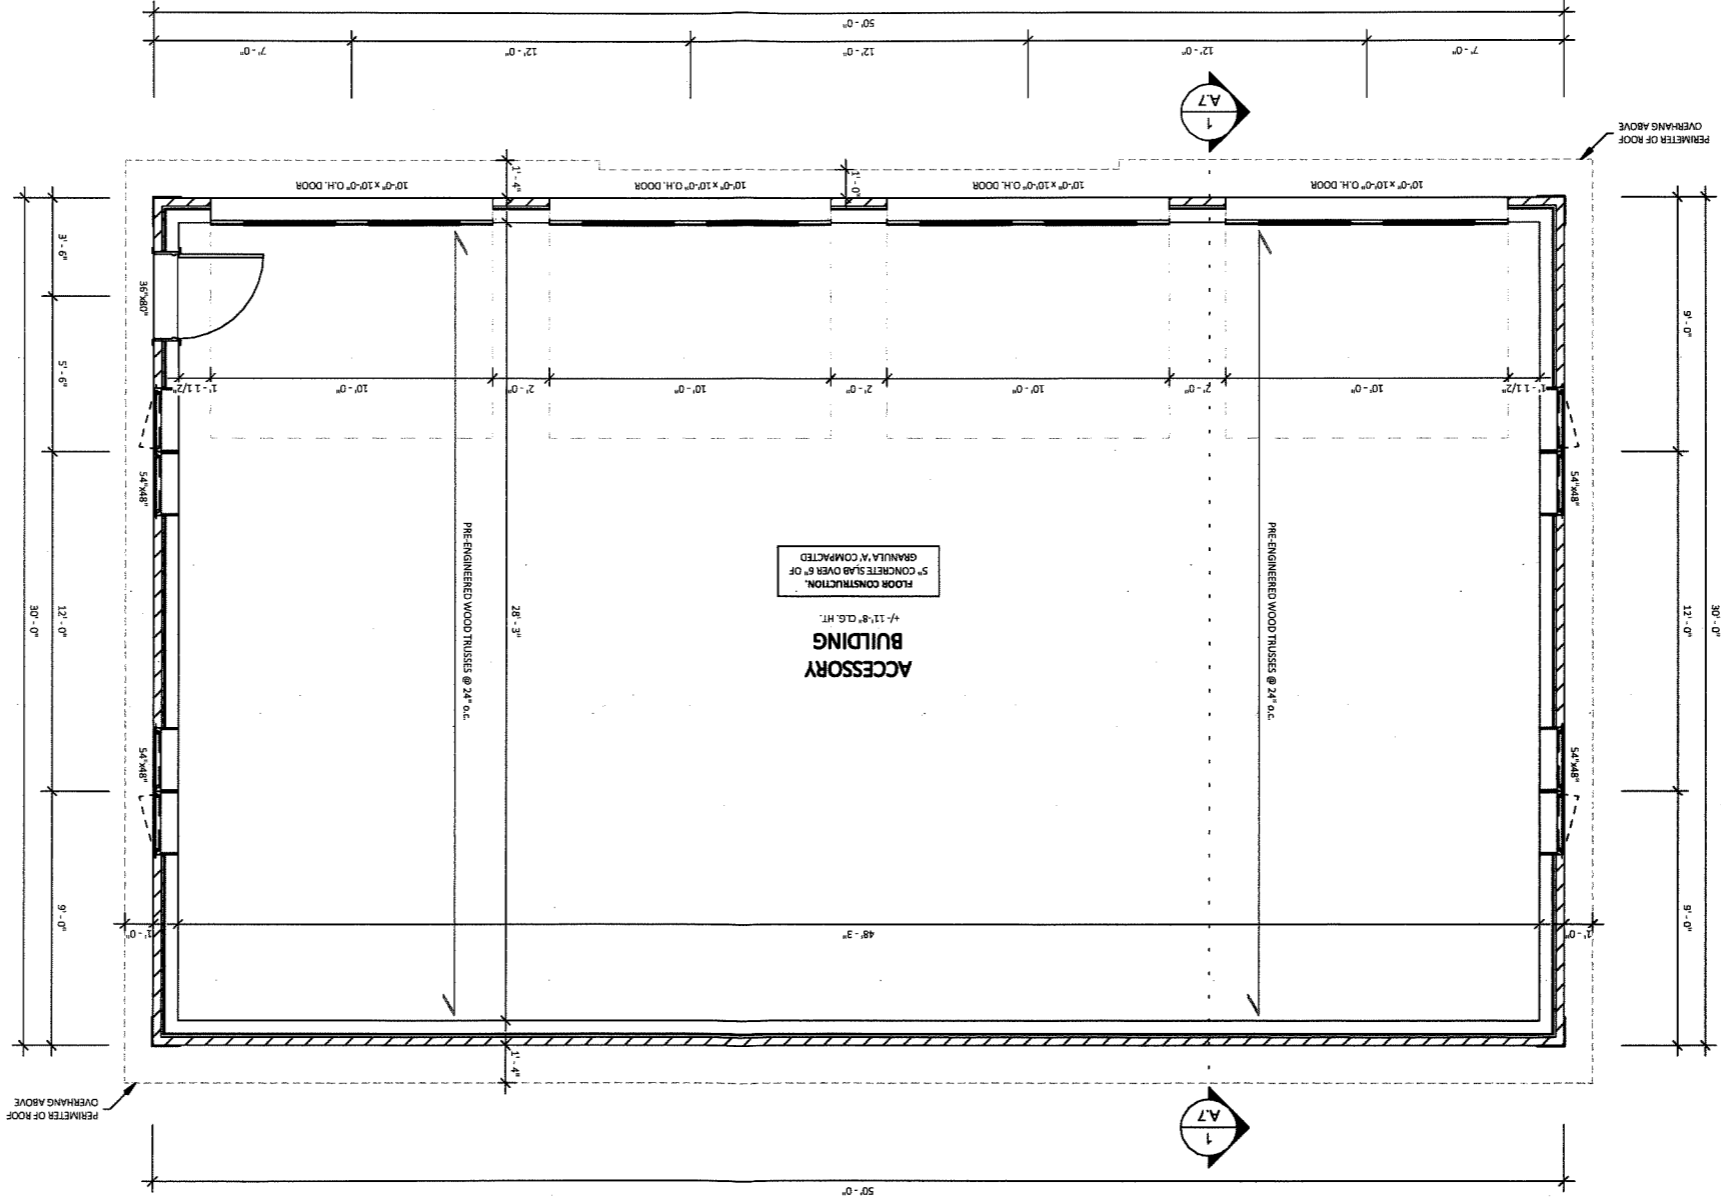 50' - 0"
1
A.7
PERIMETER OF ROOF
OVERHANG ABOVE
1' - 4"
1' - 0"
48' - 3"
1' - 0"
9' - 0"
9' - 0"
54"x48"
54"x48"
30' - 0"
12' - 0"
PRE-ENGINEERED WOOD TRUSSES @ 24" o.c.
ACCESSORY
BUILDING
+/- 11'-8" CLG. HT.
FLOOR CONSTRUCTION.
5" CONCRETE SLAB OVER 6" OF
GRANULA 'A' COMPACTED
28' - 3"
PRE-ENGINEERED WOOD TRUSSES @ 24" o.c.
12' - 0"
30' - 0"
54"x48"
54"x48"
1' - 1 1/2"
10' - 0"
2' - 0"
10' - 0"
2' - 0"
10' - 0"
2' - 0"
10' - 0"
1' - 1 1/2"
5' - 6"
9' - 0"
36"x80"
3' - 6"
10'-0" x 10'-0" O.H. DOOR
10'-0" x 10'-0" O.H. DOOR
1' - 0"
10'-0" x 10'-0" O.H. DOOR
1' - 4"
10'-0" x 10'-0" O.H. DOOR
PERIMETER OF ROOF
OVERHANG ABOVE
1
A.7
7' - 0"
12' - 0"
12' - 0"
12' - 0"
7' - 0"
50' - 0"